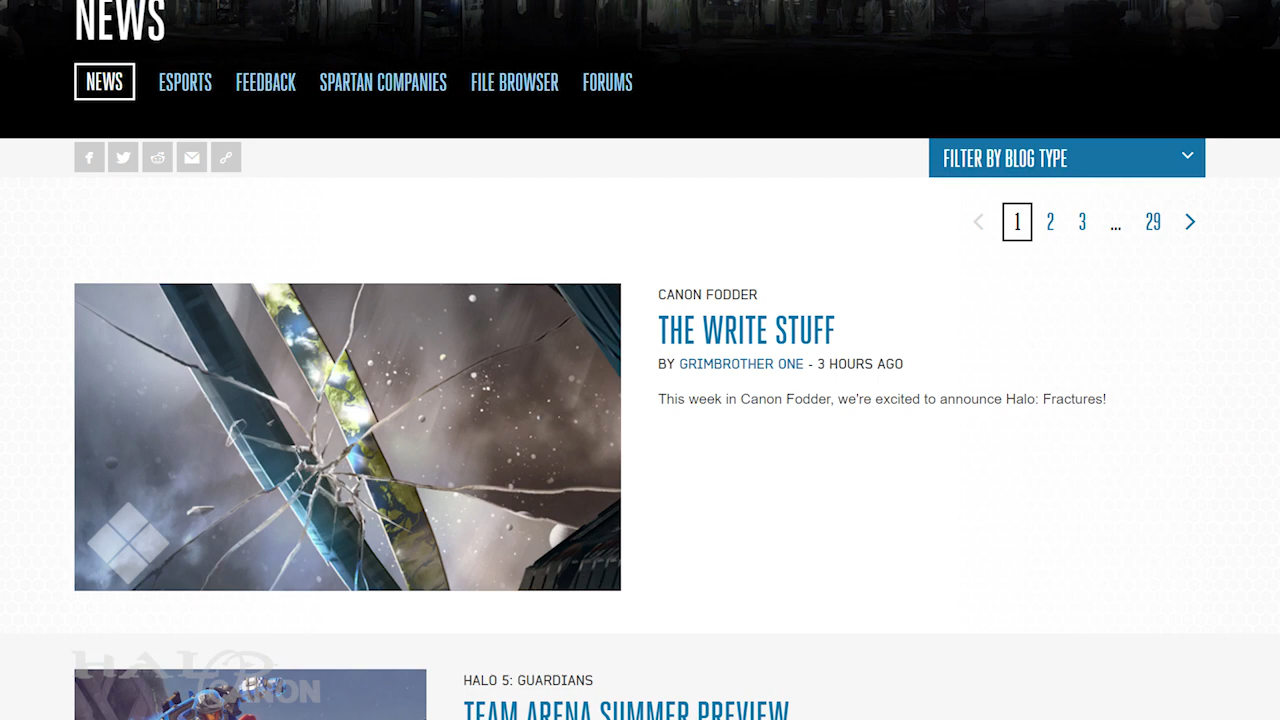 NEWS
NEWS ESPORTS FEEDBACK SPARTAN COMPANIES FILE BROWSER FORUMS
FILTER BY BLOG TYPE
1 2 3 ... 29
CANON FODDER
THE WRITE STUFF
BY GRIMBROTHER ONE - 3 HOURS AGO
This week in Canon Fodder, we're excited to announce Halo: Fractures!
HALO
CANON
HALO 5: GUARDIANS
TEAM ARENA SUMMER PREVIEW